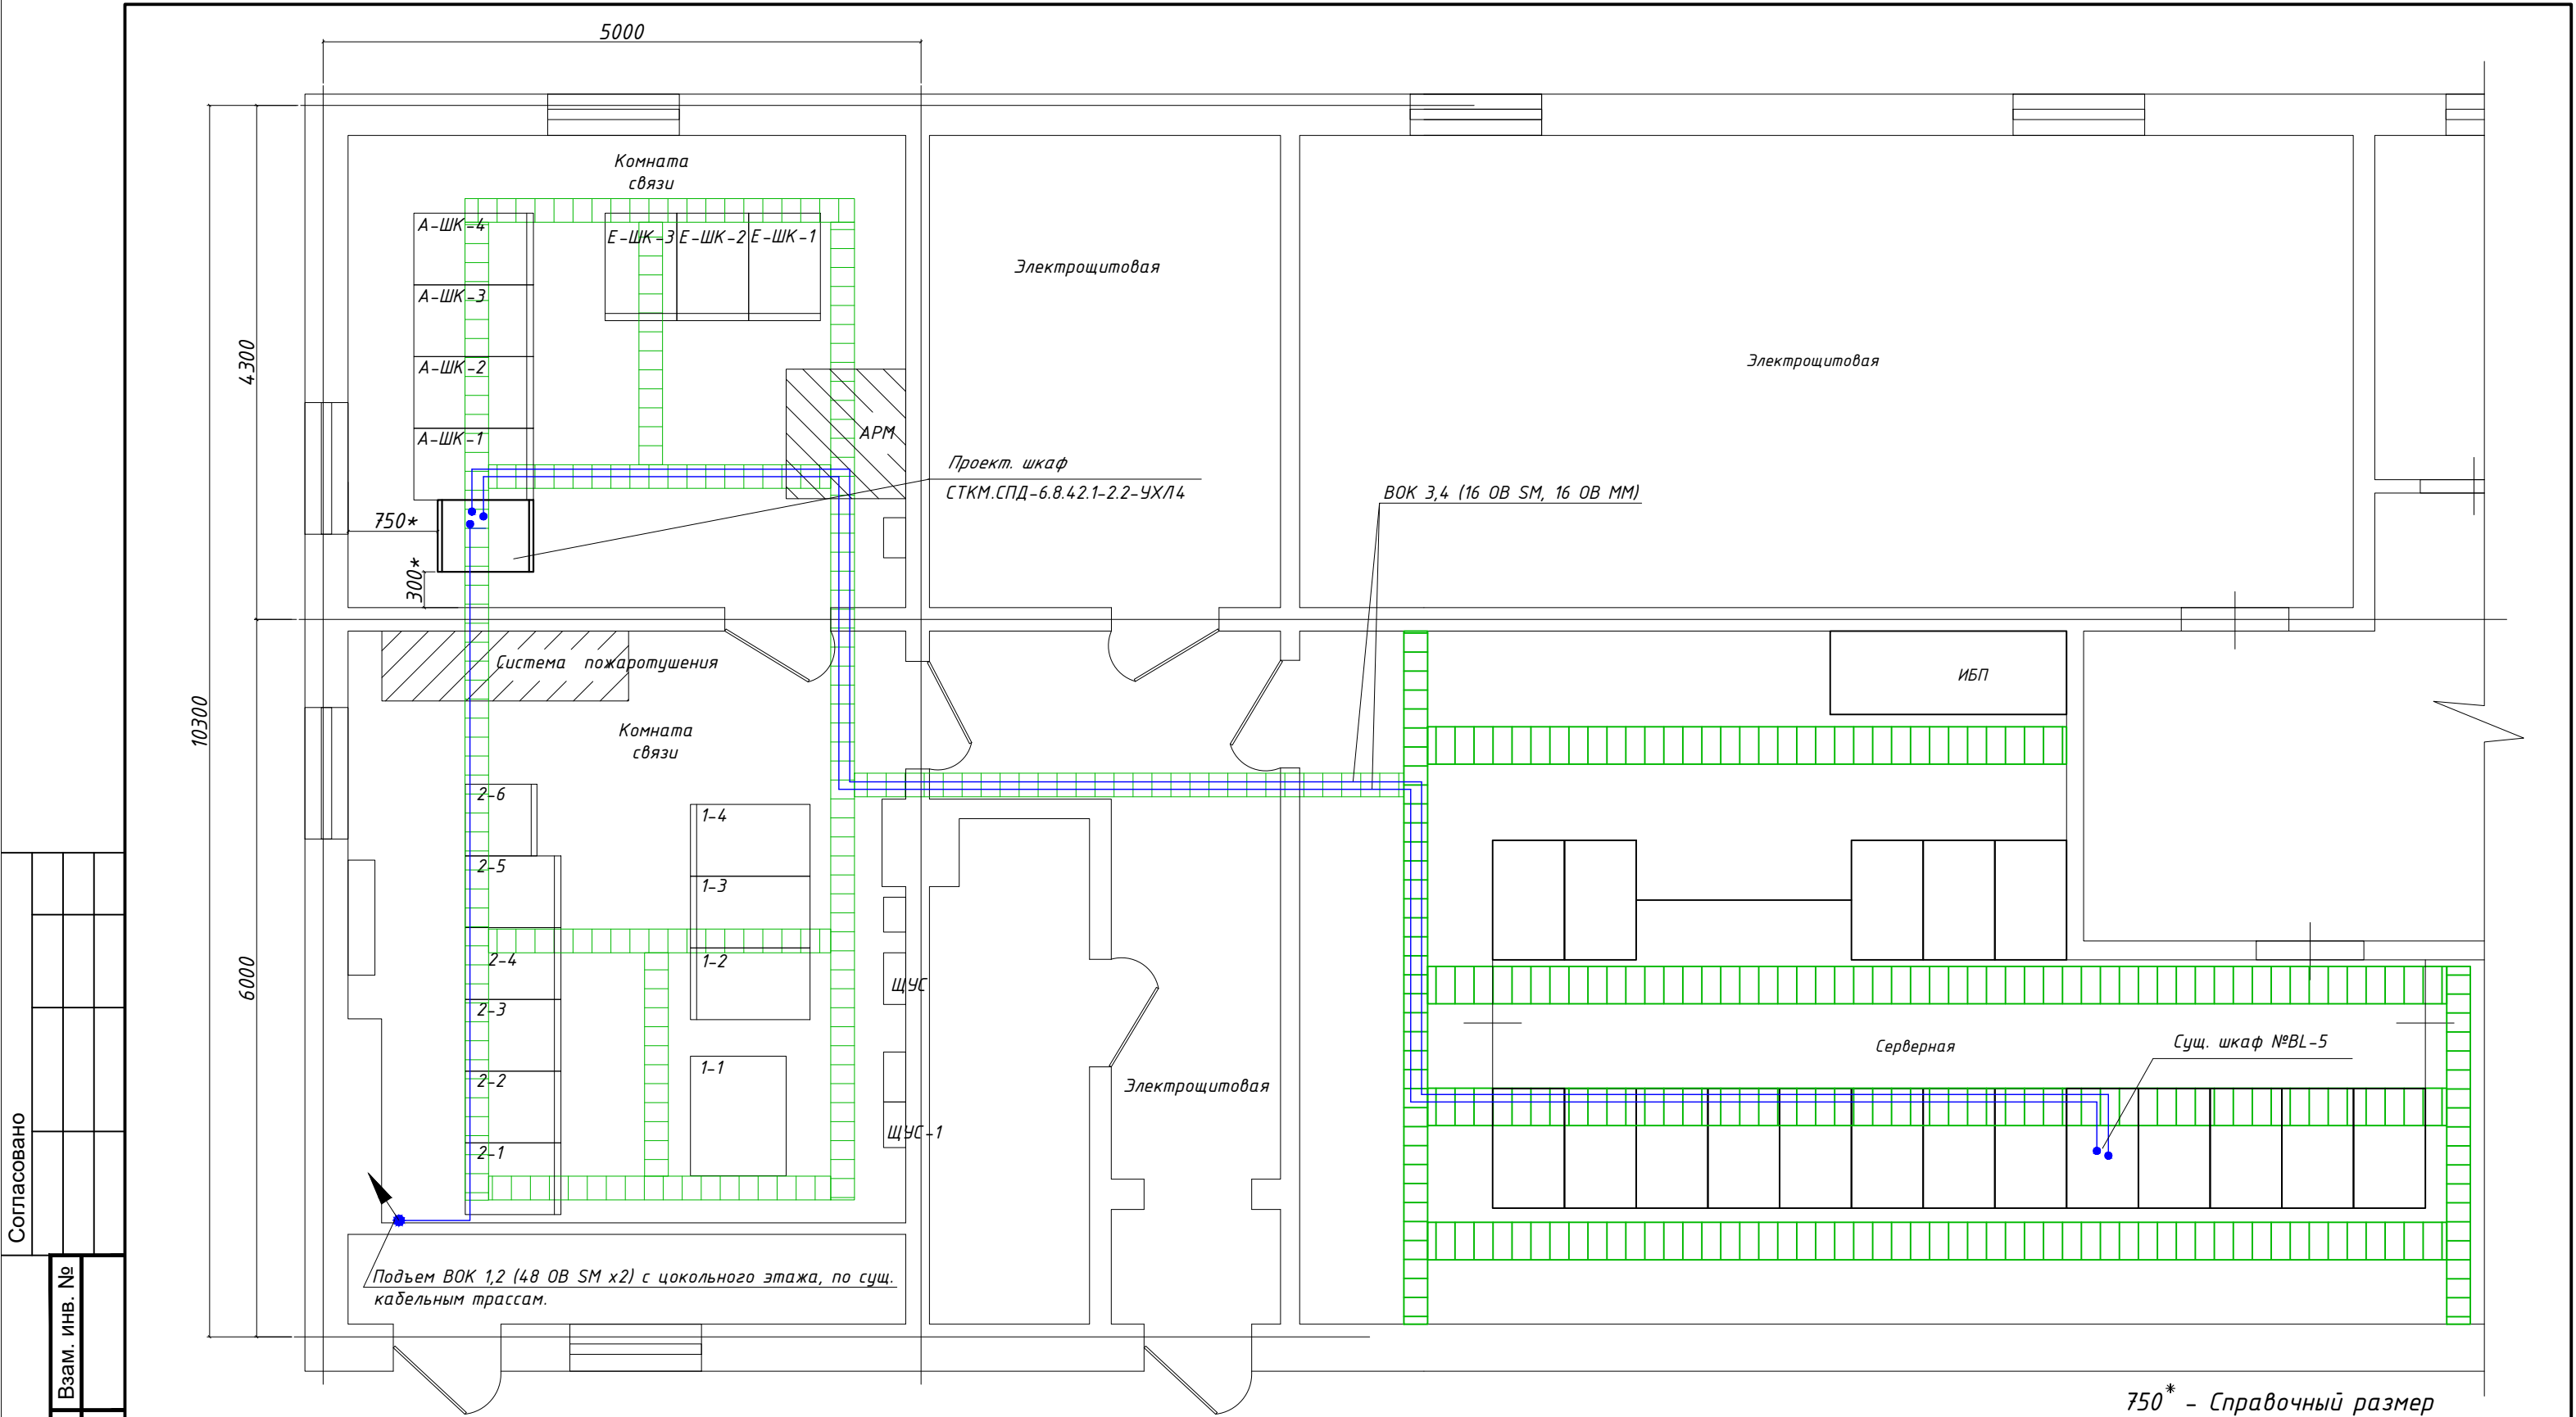 5000
Комната
связи
А-ШК-4
Е-ШК-3
Е-ШК-2
Е-ШК-1
Электрощитовая
А-ШК-3
4300
А-ШК-2
Электрощитовая
А-ШК-1
АРМ
Проект. шкаф
СТКМ.СПД-6.8.42.1-2.2-УХЛ4
ВОК 3,4 (16 ОВ SM, 16 ОВ ММ)
750*
300*
Система пожаротушения
ИБП
10300
Комната
связи
2-6
1-4
2-5
1-3
6000
2-4
1-2
ЩУС
2-3
Серверная
Сущ. шкаф №BL-5
2-2
1-1
Электрощитовая
ЩУС-1
2-1
Согласовано
Подъем ВОК 1,2 (48 ОВ SM x2) с цокольного этажа, по сущ.
кабельным трассам.
Взам. инв. №
750* - Справочный размер